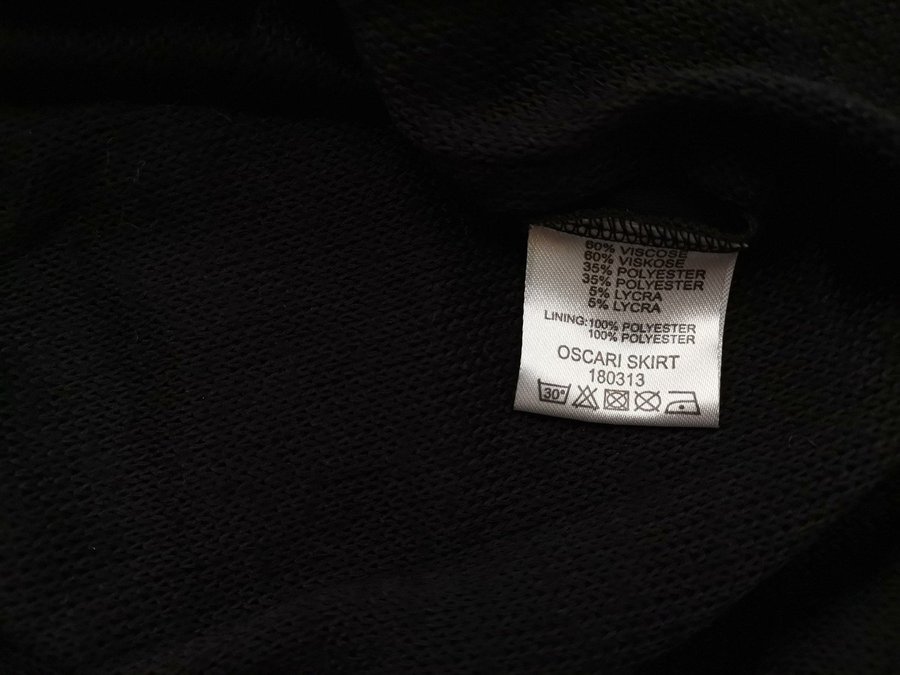 60% VISCOSE
60% VISKOSE
35% POLYESTER
35% POLYESTER
5% LYCRA
5% LYCRA
LINING:100% POLYESTER
100% POLYESTER
OSCARI SKIRT
180313
30°